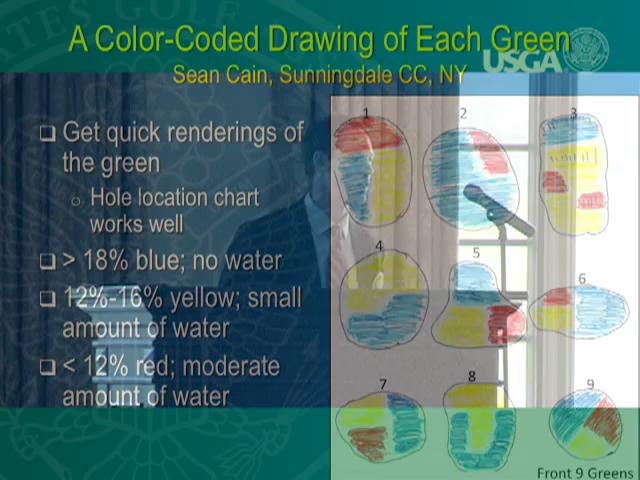 A Color-Coded Drawing of Each Green
USGA
Sean Cain, Sunningdale CC, NY
Get quick renderings of
the green
Hole location chart
works well
> 18% blue; no water
12%-16% yellow; small
amount of water
< 12% red; moderate
amount of water
1
2
3
4
5
6
7
8
9
Front 9 Greens